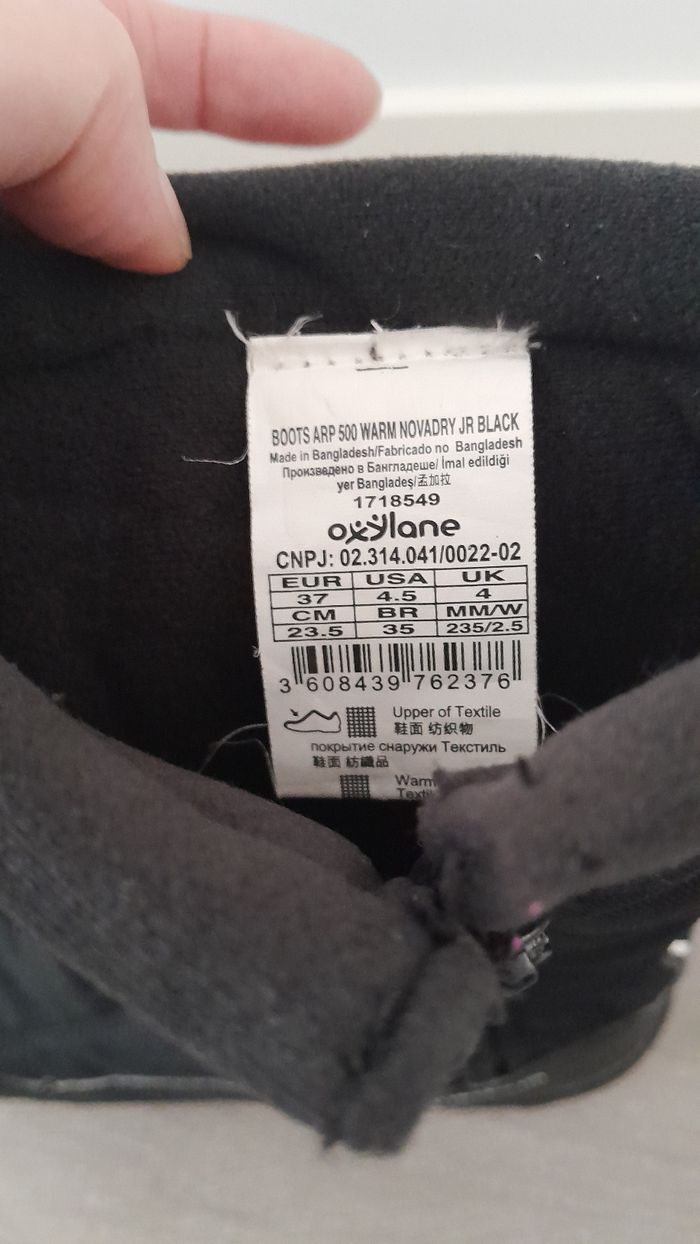 BOOTS ARP 500 WARM NOVADRY JR BLACK
Made in Bangladesh/Fabricado no Bangladesh
Произведено в Бангладеше/ İmal edildiği
yer Bangladeş/孟加拉
1718549
oxylane
CNPJ: 02.314.041/0022-02
EUR USA UK
37 4.5 4
CM BR MM/W
23.5 35 235/2.5
3 608439 762376
Upper of Textile
鞋面 纺织物
покрытие снаружи Текстиль
鞋面 紡織品
Warm